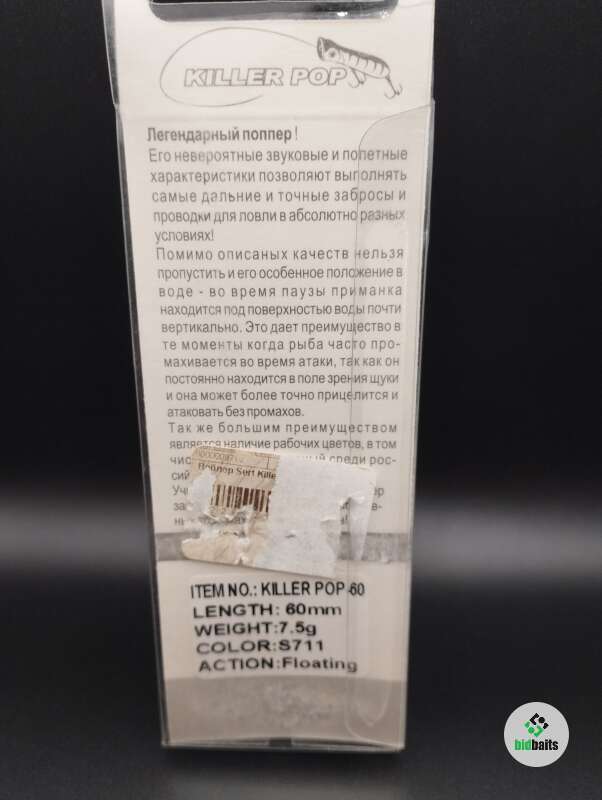 KILLER POP
Легендарный поппер!
Его невероятные звуковые и полетные
характеристики позволяют выполнять
самые дальние и точные забросы и
проводки для ловли в абсолютно разных
условиях!
Помимо описаных качеств нельзя
пропустить и его особенное положение в
воде - во время паузы приманка
находится под поверхностью воды почти
вертикально. Это дает преимущество в
те моменты когда рыба часто про-
махивается во время атаки, так как он
постоянно находится в поле зрения щуки
и она может более точно прицелится и
атаковать без промахов.
Так же большим преимуществом
является наличие рабочих цветов, в том
среди рос-
ITEM NO.: KILLER POP-60
LENGTH: 60mm
WEIGHT:7.5g
COLOR:S711
ACTION:Floating
bidbaits